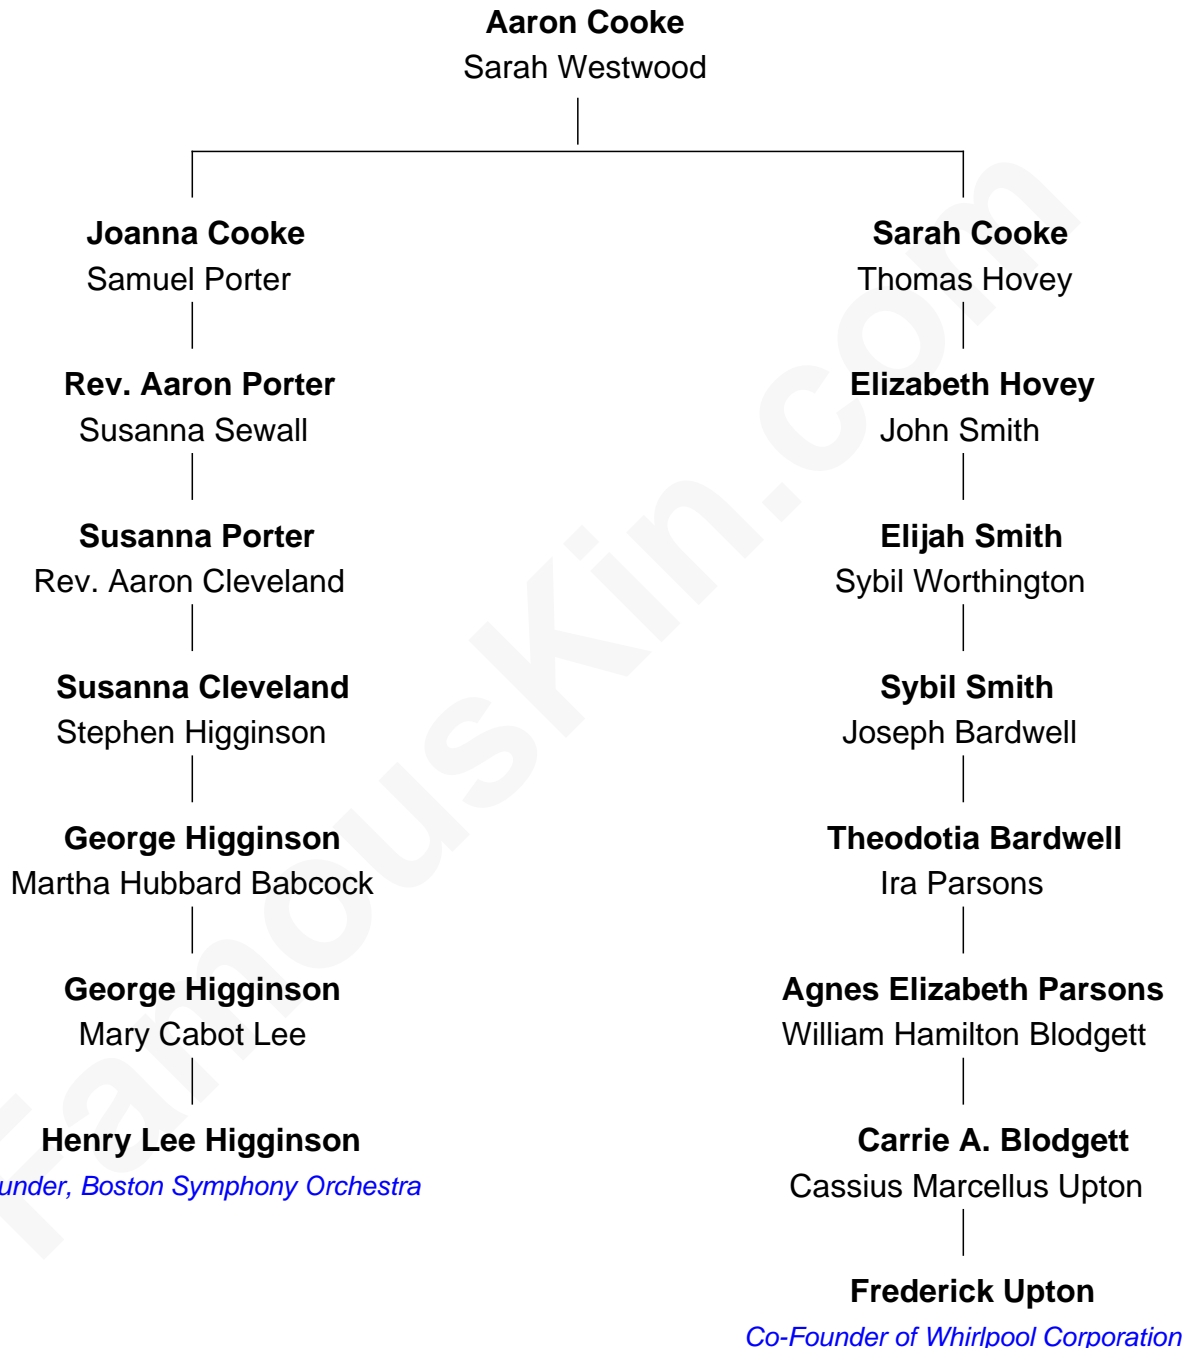 Aaron Cooke
Sarah Westwood
Joanna Cooke
Samuel Porter
Sarah Cooke
Thomas Hovey
Rev. Aaron Porter
Susanna Sewall
Elizabeth Hovey
John Smith
Susanna Porter
Rev. Aaron Cleveland
Elijah Smith
Sybil Worthington
Susanna Cleveland
Stephen Higginson
Sybil Smith
Joseph Bardwell
George Higginson
Martha Hubbard Babcock
Theodotia Bardwell
Ira Parsons
George Higginson
Mary Cabot Lee
Agnes Elizabeth Parsons
William Hamilton Blodgett
Henry Lee Higginson
under, Boston Symphony Orchestra
Carrie A. Blodgett
Cassius Marcellus Upton
Frederick Upton
Co-Founder of Whirlpool Corporation
FamousKin.com